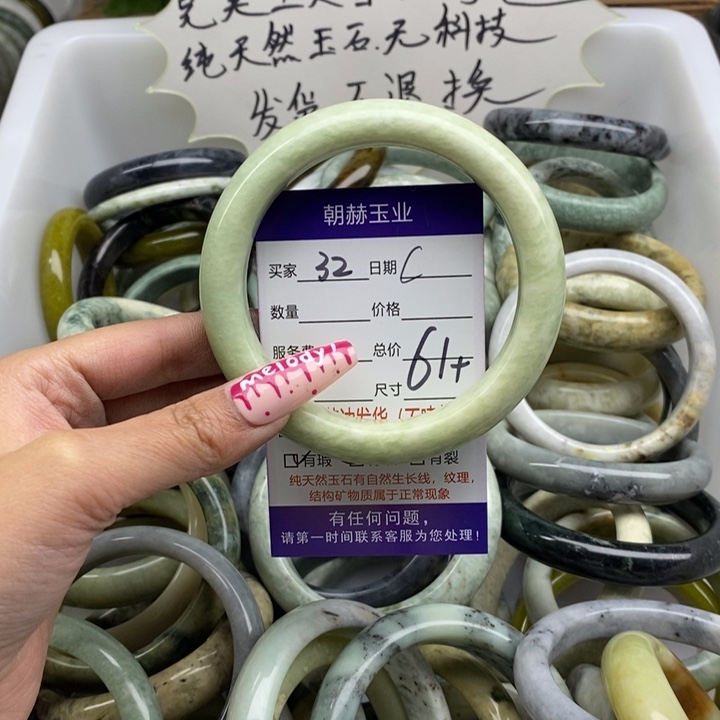 纯天然玉石.无科技
发货不退换
朝赫玉业
买家 32 日期 C
数量 价格
服务费 总价
61+
尺寸
melody
有瑕 有裂
纯天然玉石有自然生长线，纹理，
结构矿物质属于正常现象
有任何问题，
请第一时间联系客服为您处理！